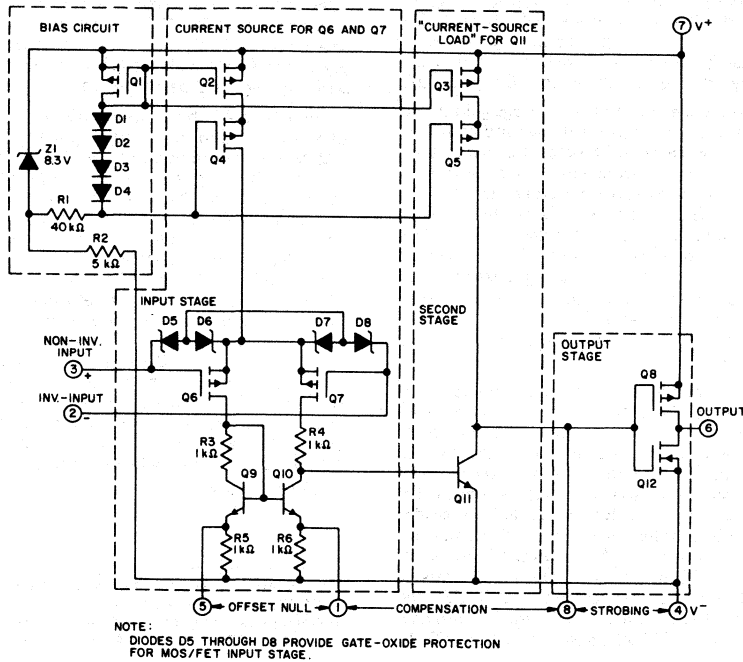 BIAS CIRCUIT
CURRENT SOURCE FOR Q6 AND Q7
"CURRENT-SOURCE
LOAD" FOR Q11
7 V+
Q1
Q2
Q3
D1
D2
D3
D4
Z1
8.3 V
Q4
Q5
R1
40 kΩ
R2
5 kΩ
INPUT STAGE
D5
D6
D7
D8
SECOND
STAGE
NON-INV.
INPUT
3 +
INV.-INPUT
2 -
Q6
Q7
OUTPUT
STAGE
Q8
OUTPUT
6
Q12
R3
1 kΩ
R4
1 kΩ
Q9
Q10
Q11
R5
1 kΩ
R6
1 kΩ
5 OFFSET NULL 1 COMPENSATION 8 STROBING 4 V-
NOTE:
DIODES D5 THROUGH D8 PROVIDE GATE-OXIDE PROTECTION
FOR MOS/FET INPUT STAGE.